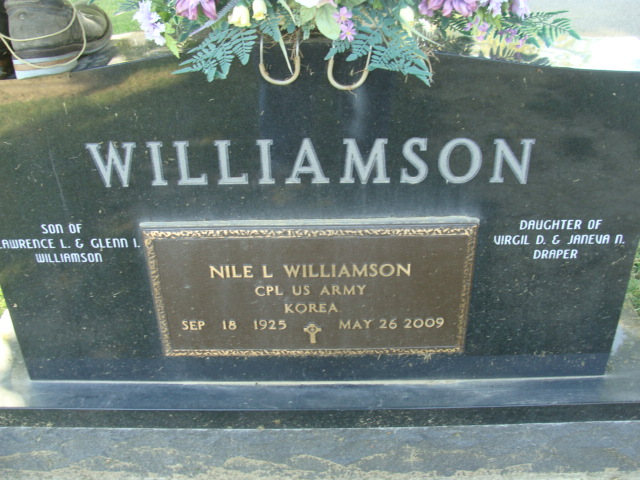 WILLIAMSON
SON OF
LAWRENCE L. & GLENN I.
WILLIAMSON
NILE L WILLIAMSON
CPL US ARMY
KOREA
SEP 18 1925 MAY 26 2009
DAUGHTER OF
VIRGIL D. & JANEVA N.
DRAPER